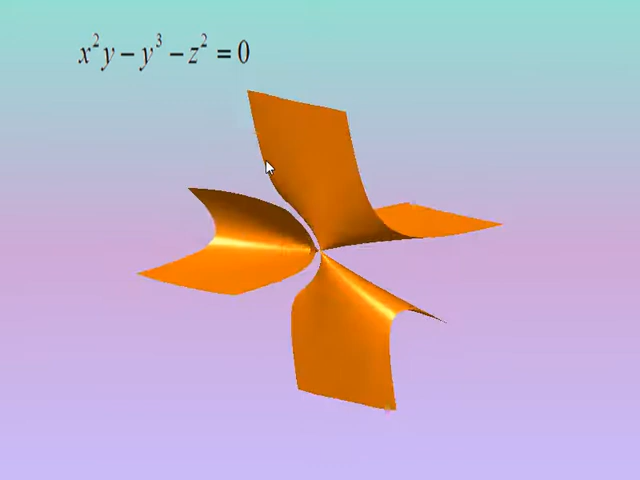 x²y − y³ − z² = 0